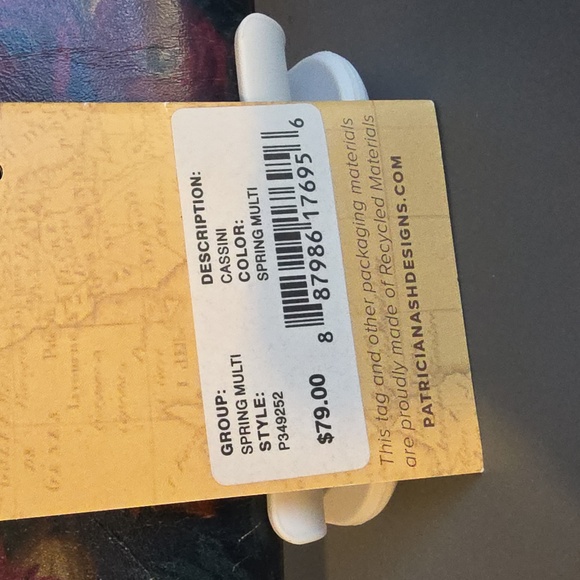 GROUP:
SPRING MULTI
STYLE:
P349252
$79.00
DESCRIPTION:
CASSINI
COLOR:
SPRING MULTI
8 87986 17695 6
This tag and other packaging materials
are proudly made of Recycled Materials
PATRICIANASHDESIGNS.COM